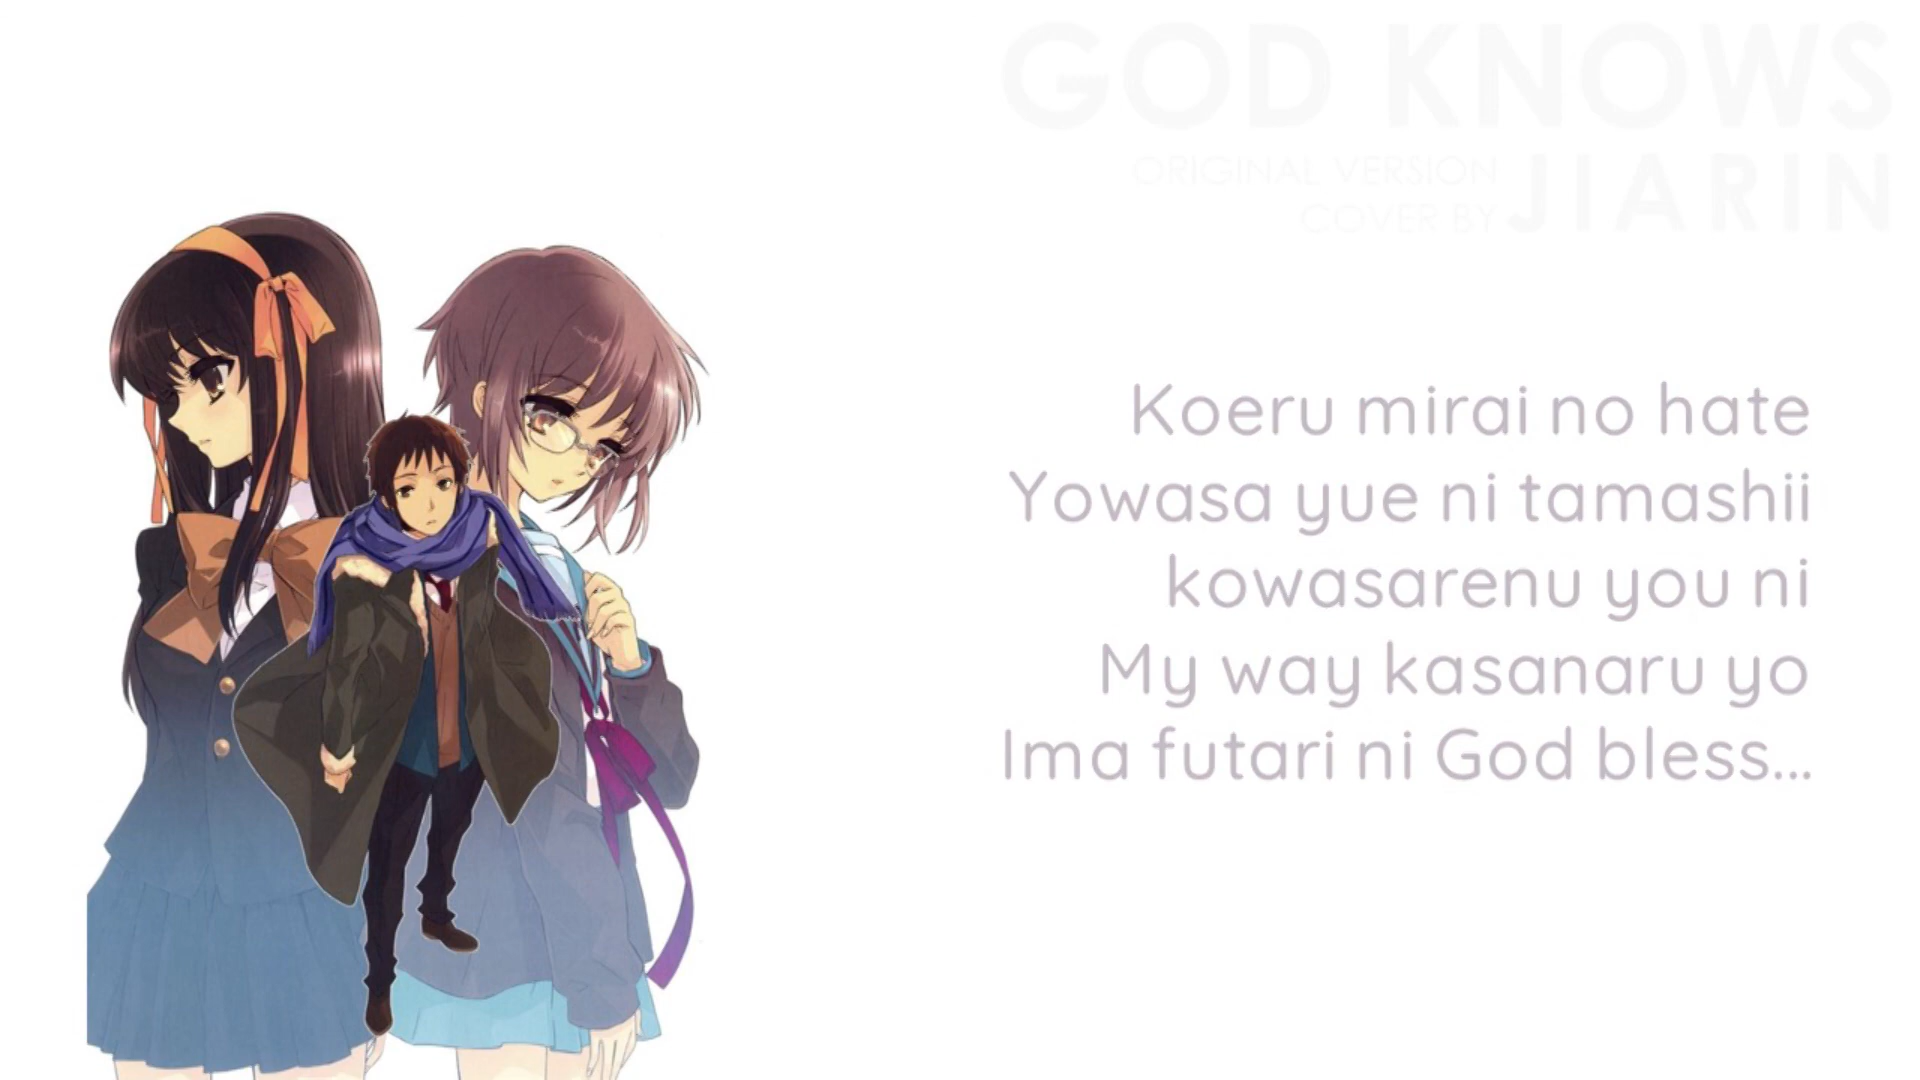 GOD KNOWS
ORIGINAL VERSION
COVER BY JIARIN
Koeru mirai no hate
Yowasa yue ni tamashii
kowasarenu you ni
My way kasanaru yo
Ima futari ni God bless...